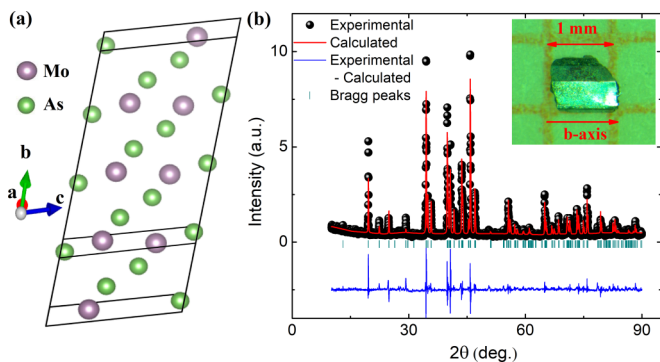 (a)
Mo
As
b
a
c
(b)
Experimental
Calculated
Experimental
- Calculated
Bragg peaks
1 mm
b-axis
Intensity (a.u.)
10
5
0
0
30
60
90
2θ (deg.)